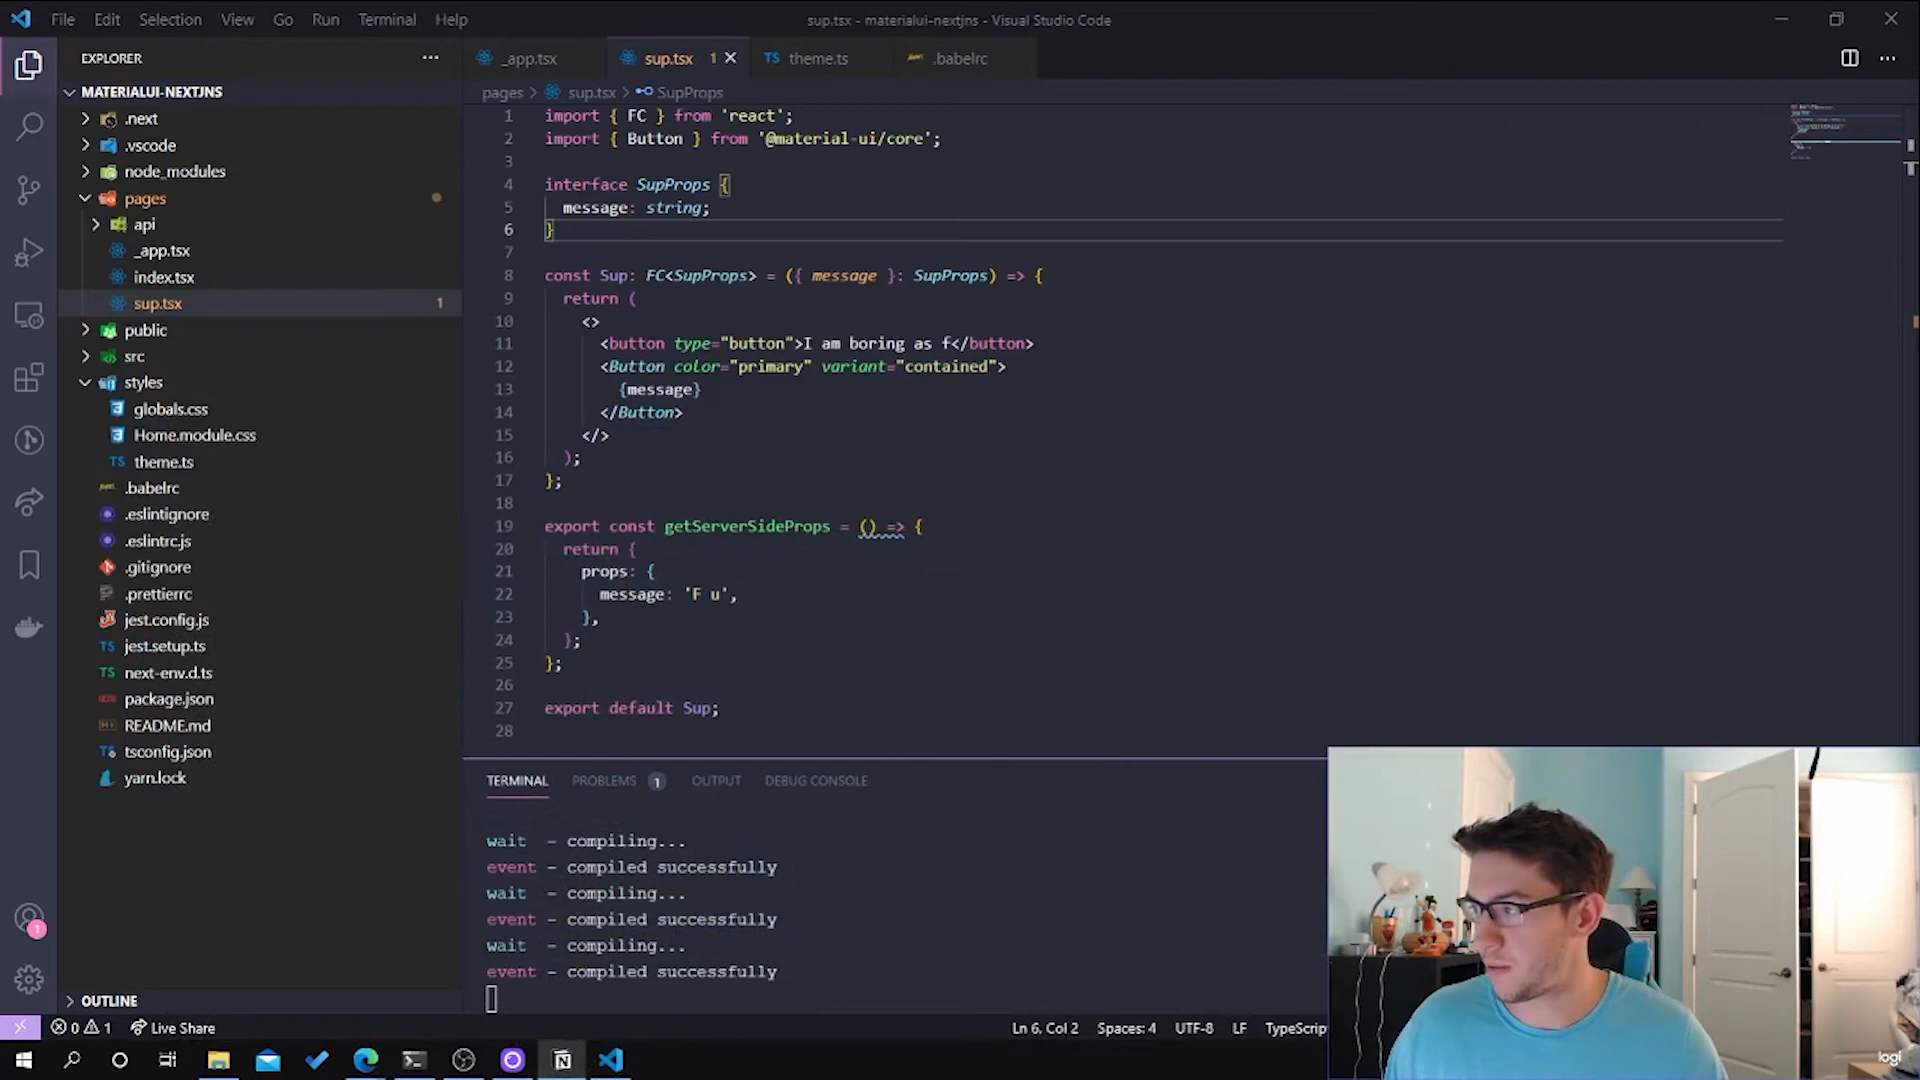 File Edit Selection View Go Run Terminal Help
sup.tsx - materialui-nextjns - Visual Studio Code
EXPLORER
_app.tsx
sup.tsx 1
TS theme.ts
.babelrc
MATERIALUI-NEXTJNS
pages > sup.tsx > SupProps
.next
.vscode
node_modules
pages
api
_app.tsx
index.tsx
sup.tsx 1
public
src
styles
globals.css
Home.module.css
TS theme.ts
.babelrc
.eslintignore
.eslintrc.js
.gitignore
.prettierrc
jest.config.js
TS jest.setup.ts
TS next-env.d.ts
package.json
README.md
tsconfig.json
yarn.lock
OUTLINE
1 import { FC } from 'react';
2 import { Button } from '@material-ui/core';
3
4 interface SupProps {
5 message: string;
6 }
7
8 const Sup: FC<SupProps> = ({ message }: SupProps) => {
9 return (
10 <>
11 <button type="button">I am boring as f</button>
12 <Button color="primary" variant="contained">
13 {message}
14 </Button>
15 </>
16 );
17 };
18
19 export const getServerSideProps = () => {
20 return {
21 props: {
22 message: 'F u',
23 },
24 };
25 };
26
27 export default Sup;
28
TERMINAL PROBLEMS 1 OUTPUT DEBUG CONSOLE
wait - compiling...
event - compiled successfully
wait - compiling...
event - compiled successfully
wait - compiling...
event - compiled successfully
1
0 1 Live Share
Ln 6, Col 2 Spaces: 4 UTF-8 LF TypeScrip
logi